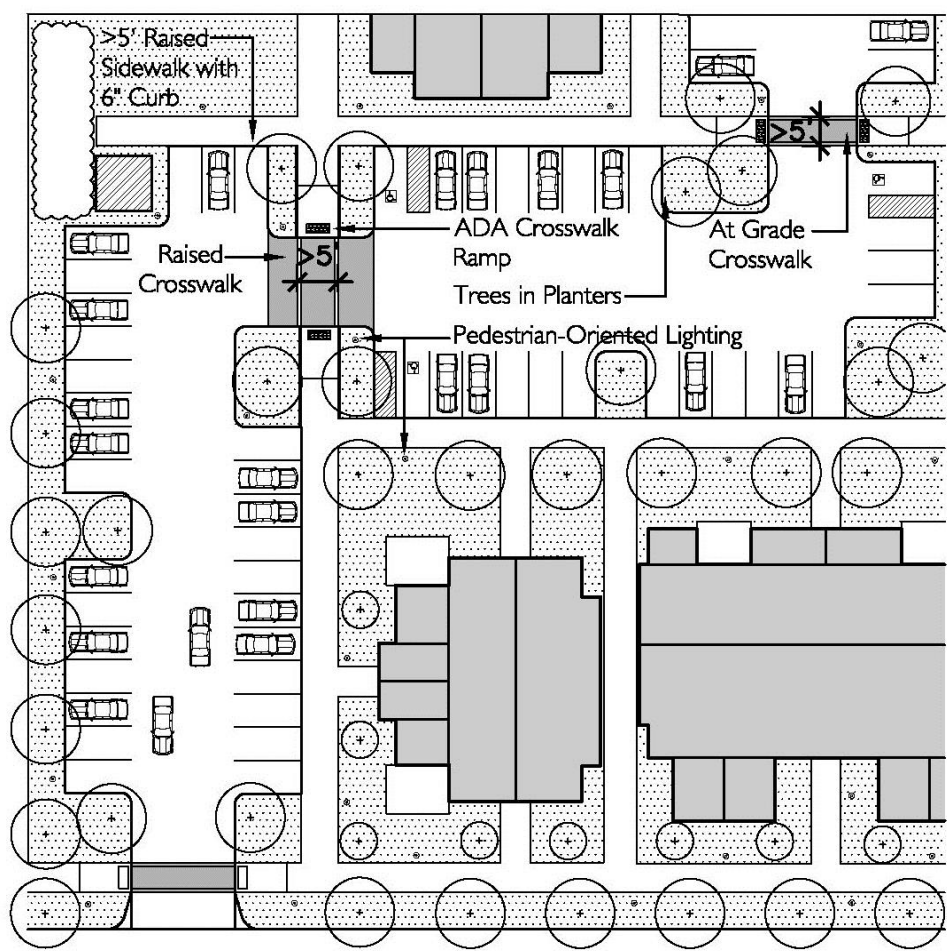 >5' Raised
Sidewalk with
6" Curb
>5'
ADA Crosswalk
Ramp
At Grade
Crosswalk
Raised
Crosswalk
>5'
Trees in Planters
Pedestrian-Oriented Lighting